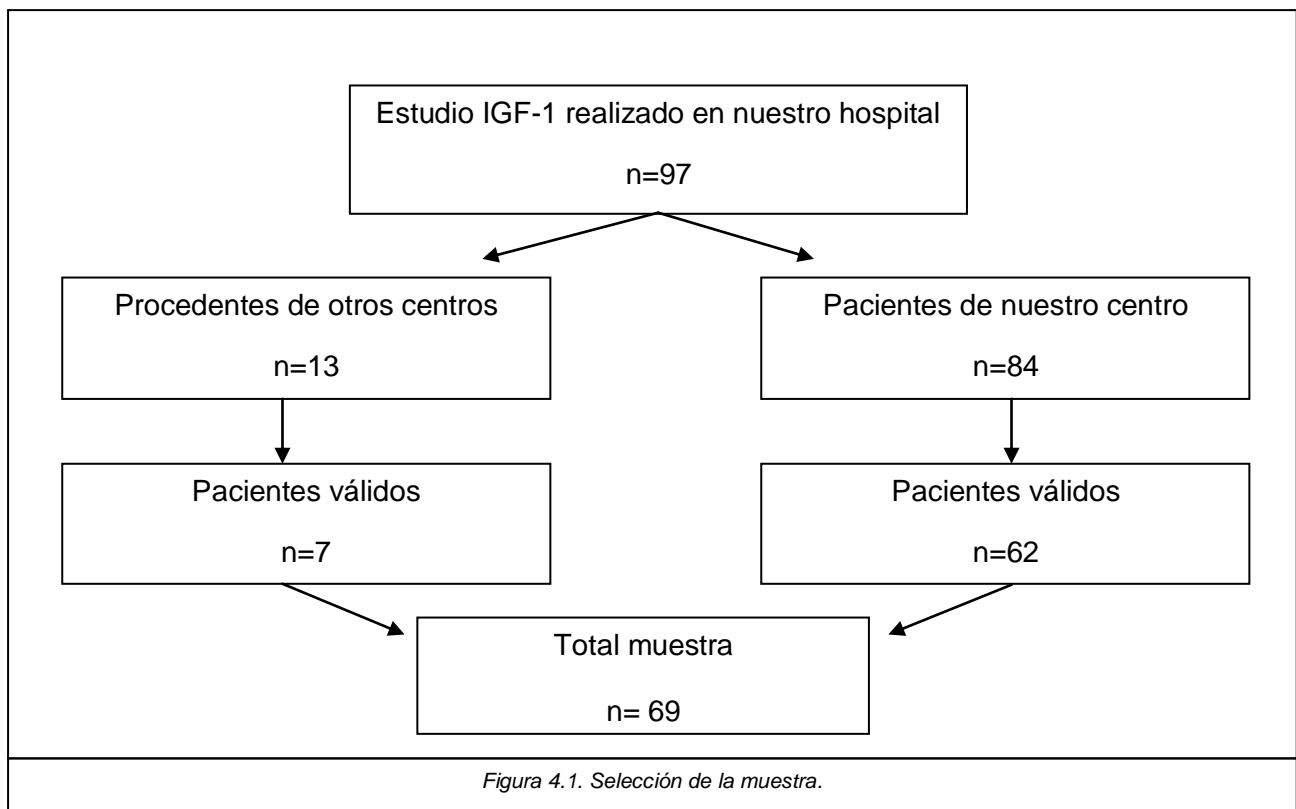 Estudio IGF-1 realizado en nuestro hospital
n=97
Procedentes de otros centros
n=13
Pacientes de nuestro centro
n=84
Pacientes válidos
n=7
Pacientes válidos
n=62
Total muestra
n= 69
Figura 4.1. Selección de la muestra.